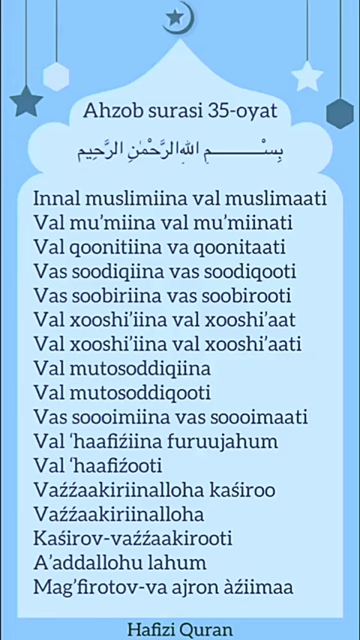 Ahzob surasi 35-oyat
بِسْــــــــمِ اللهِ الرَّحْمٰنِ الرَّحِيمِ
Innal muslimiina val muslimaati
Val mu’miina val mu’miinati
Val qoonitiina va qoonitaati
Vas soodiqiina vas soodiqooti
Vas soobiriina vas soobirooti
Val xooshi’iina val xooshi’aat
Val xooshi’iina val xooshi’aati
Val mutosoddiqiina
Val mutosoddiqooti
Vas soooimiina vas soooimaati
Val ‘haafiźiina furuujahum
Val ‘haafiźooti
Vaźźaakiriinalloha kaśiroo
Vaźźaakiriinalloha
Kaśirov-vaźźaakirooti
A’addallohu lahum
Mag’firotov-va ajron àźiimaa
Hafizi Quran